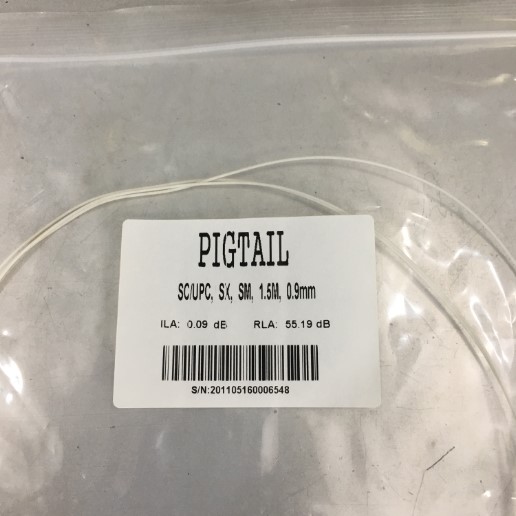 PIGTAIL
SC/UPC, SX, SM, 1.5M, 0.9mm
ILA: 0.09 dB RLA: 55.19 dB
S/N:201105160006548